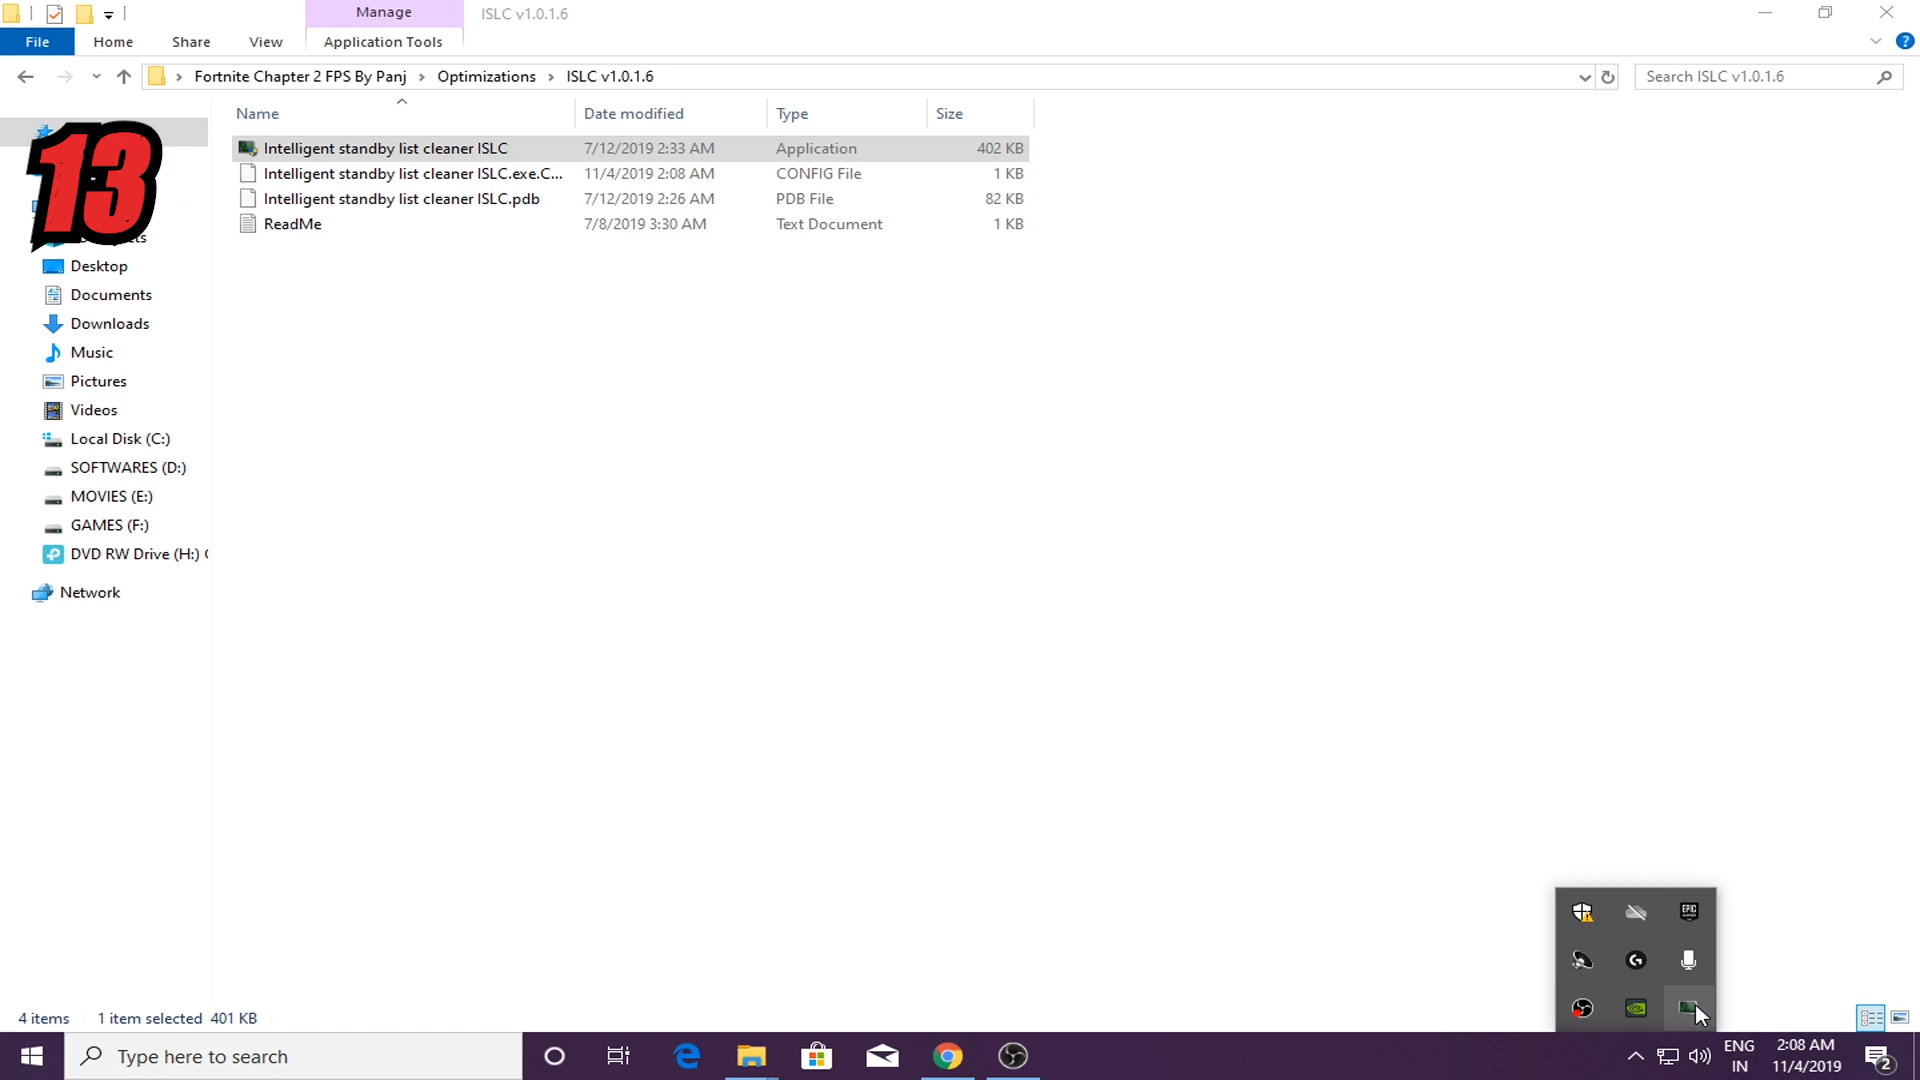 Manage
ISLC v1.0.1.6
File
Home
Share
View
Application Tools
Fortnite Chapter 2 FPS By Panj
Optimizations
ISLC v1.0.1.6
Search ISLC v1.0.1.6
Name
Date modified
Type
Size
Intelligent standby list cleaner ISLC
7/12/2019 2:33 AM
Application
402 KB
Intelligent standby list cleaner ISLC.exe.C...
11/4/2019 2:08 AM
CONFIG File
1 KB
Intelligent standby list cleaner ISLC.pdb
7/12/2019 2:26 AM
PDB File
82 KB
ReadMe
7/8/2019 3:30 AM
Text Document
1 KB
13
Desktop
Documents
Downloads
Music
Pictures
Videos
Local Disk (C:)
SOFTWARES (D:)
MOVIES (E:)
GAMES (F:)
DVD RW Drive (H:)
Network
EPIC
4 items
1 item selected 401 KB
Type here to search
ENG
IN
2:08 AM
11/4/2019
2